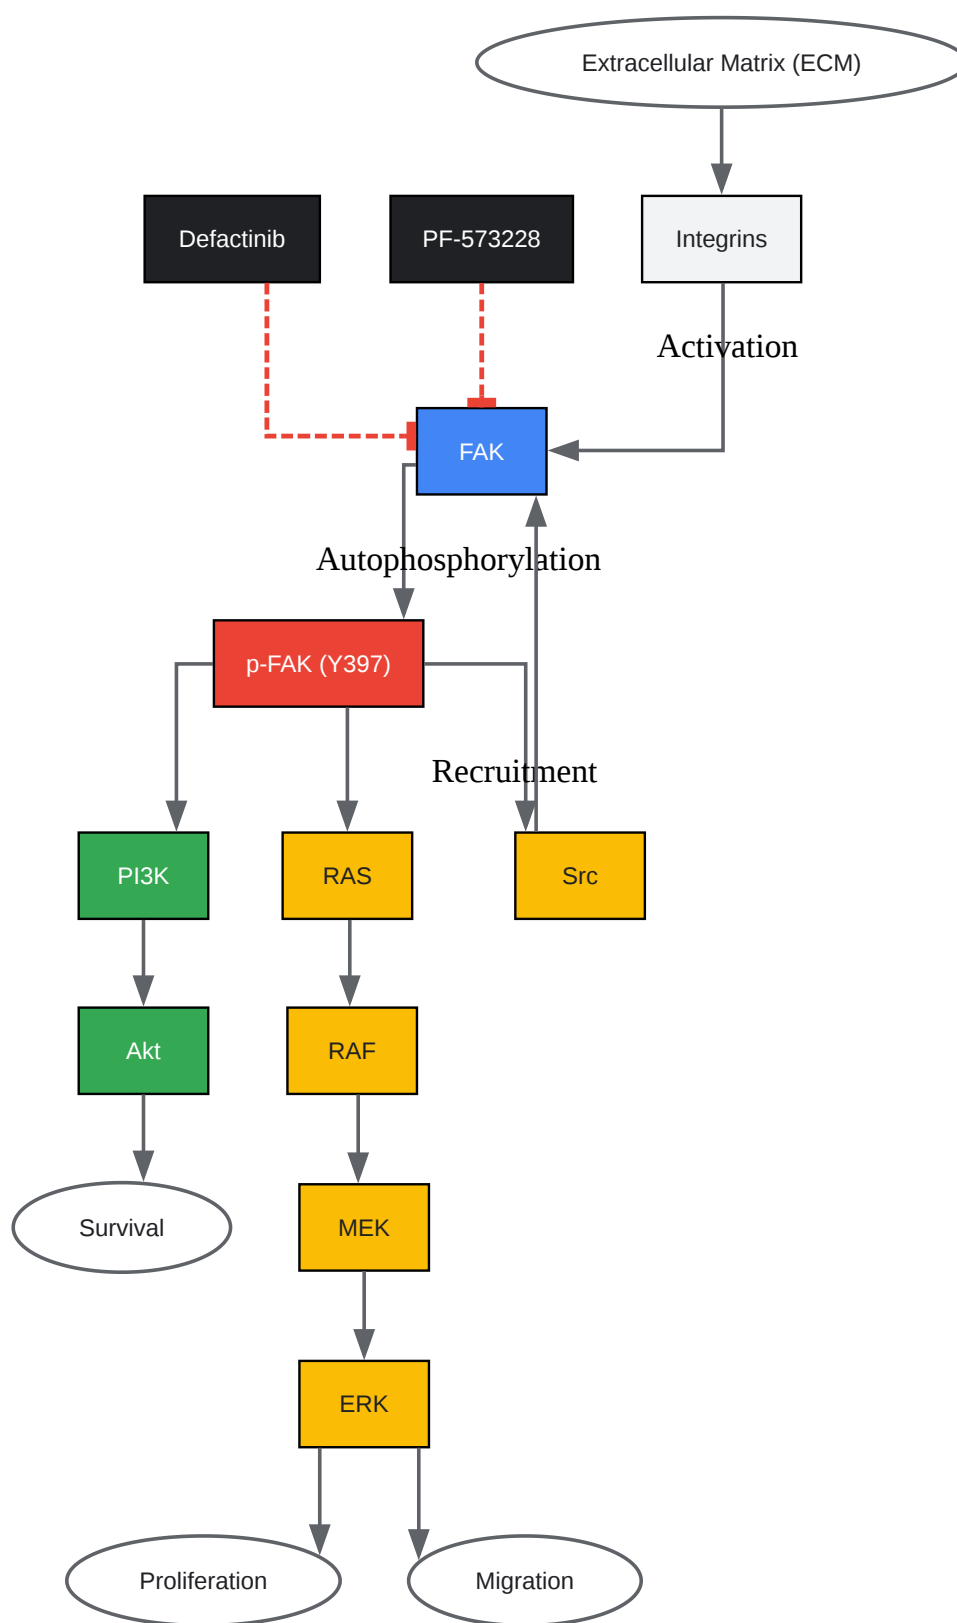 Extracellular Matrix (ECM)
Defactinib
PF-573228
Integrins
Activation
FAK
Autophosphorylation
p-FAK (Y397)
Recruitment
PI3K
RAS
Src
Akt
RAF
Survival
MEK
ERK
Proliferation
Migration